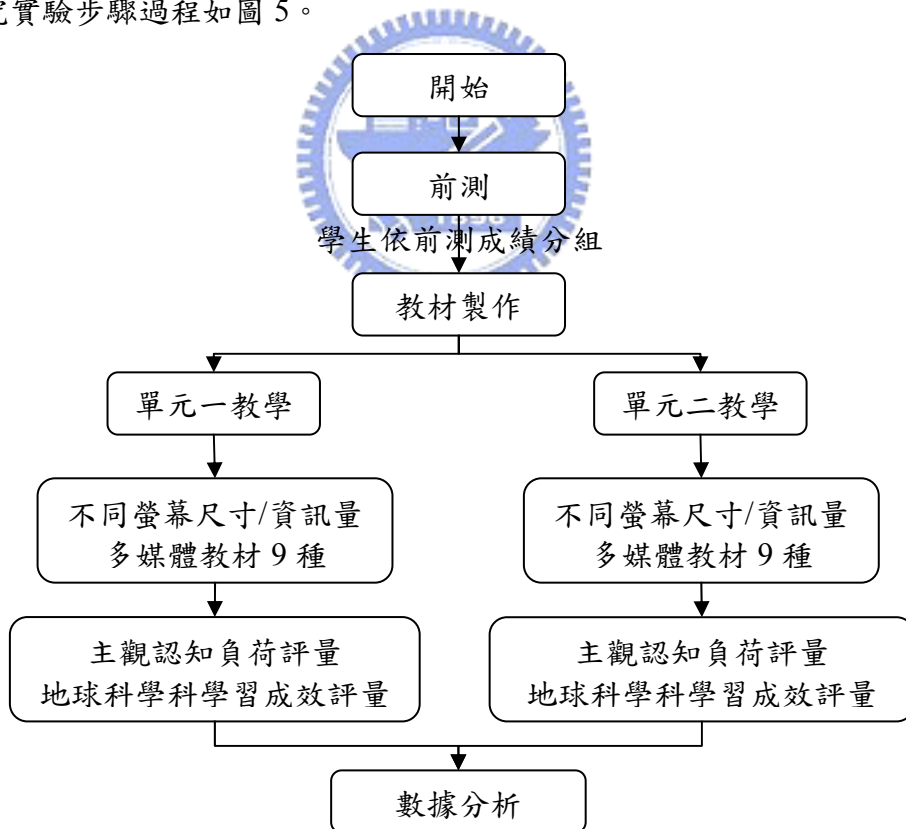 究實驗步驟過程如圖 5。
開始
前測
學生依前測成績分組
教材製作
單元一教學
單元二教學
不同螢幕尺寸/資訊量
多媒體教材 9 種
不同螢幕尺寸/資訊量
多媒體教材 9 種
主觀認知負荷評量
地球科學科學習成效評量
主觀認知負荷評量
地球科學科學習成效評量
數據分析